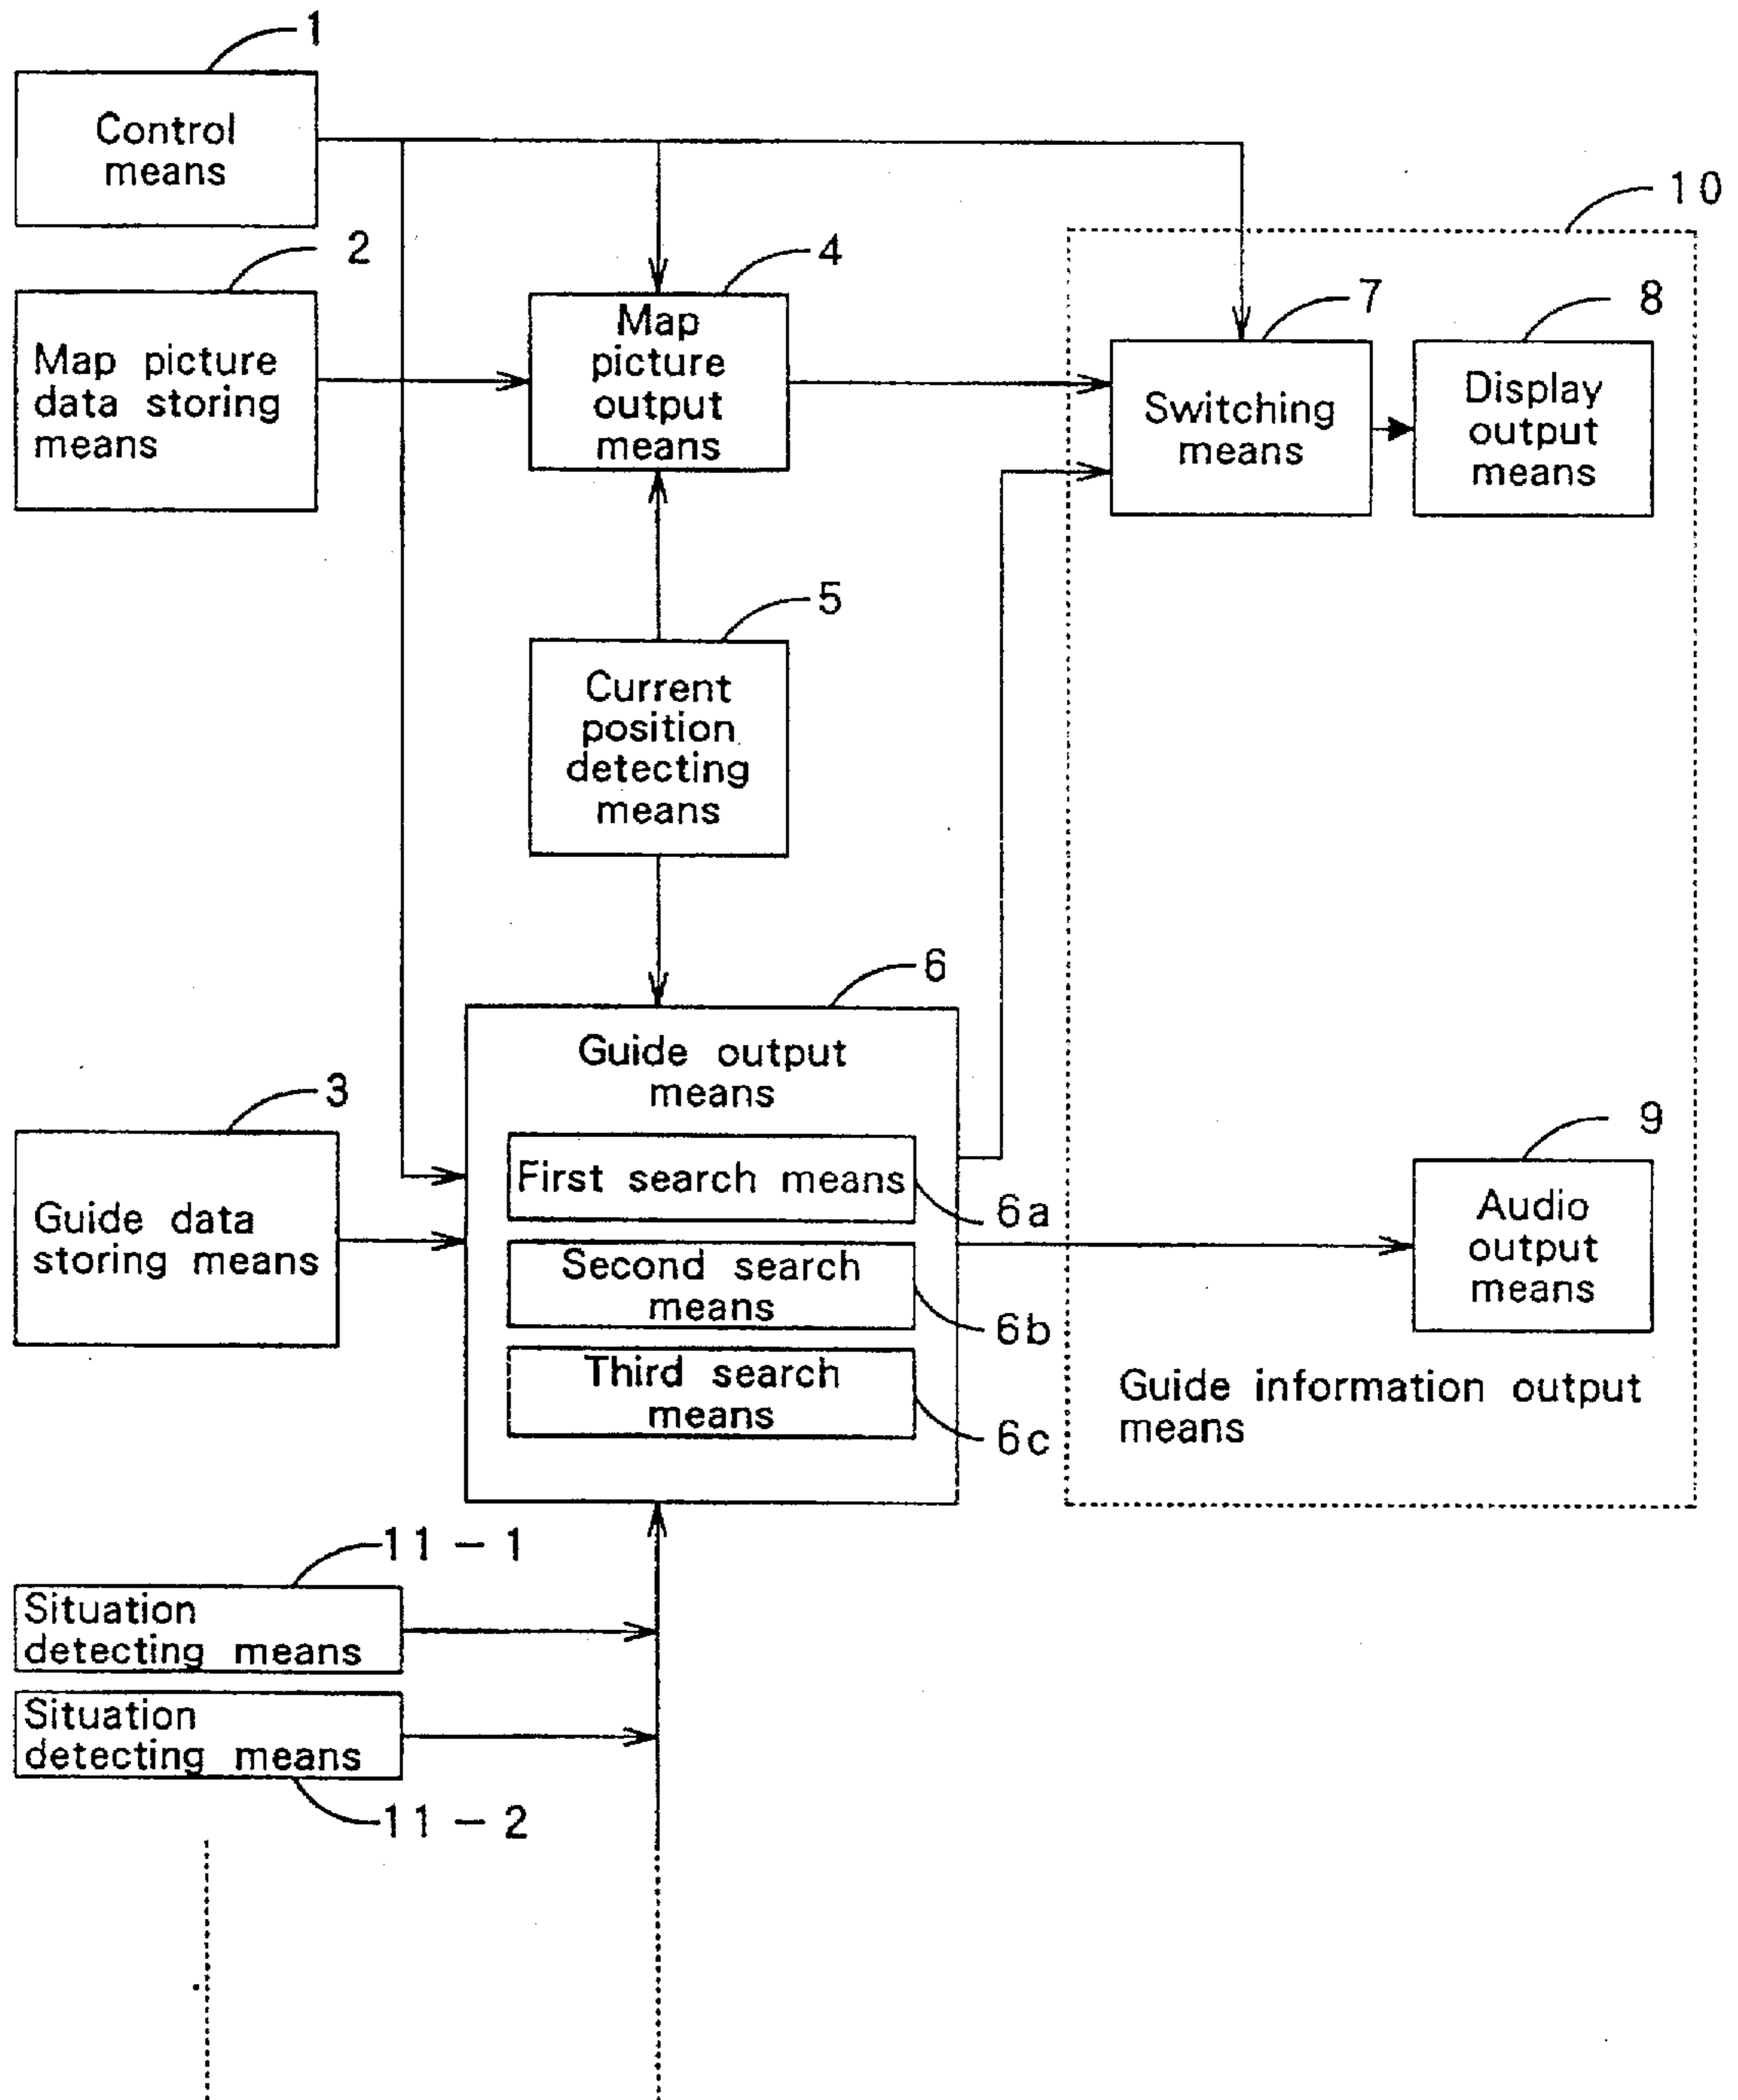 1
Control
means
10
2
Map picture
data storing
means
4
Map
picture
output
means
7
Switching
means
8
Display
output
means
5
Current
position
detecting
means
6
Guide output
means
First search means
6a
Second search
means
6b
Third search
means
6c
3
Guide data
storing means
9
Audio
output
means
Guide information output
means
11-1
Situation
detecting means
Situation
detecting means
11-2